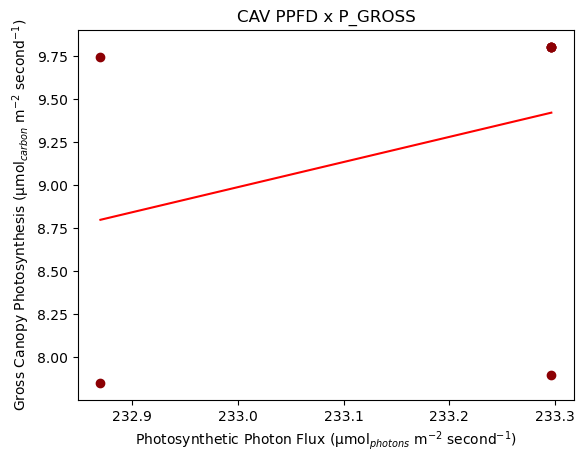 CAV PPFD x P_GROSS
Gross Canopy Photosynthesis (μmol_carbon m⁻² second⁻¹)
9.75
9.50
9.25
9.00
8.75
8.50
8.25
8.00
232.9 233.0 233.1 233.2 233.3
Photosynthetic Photon Flux (μmol_photons m⁻² second⁻¹)